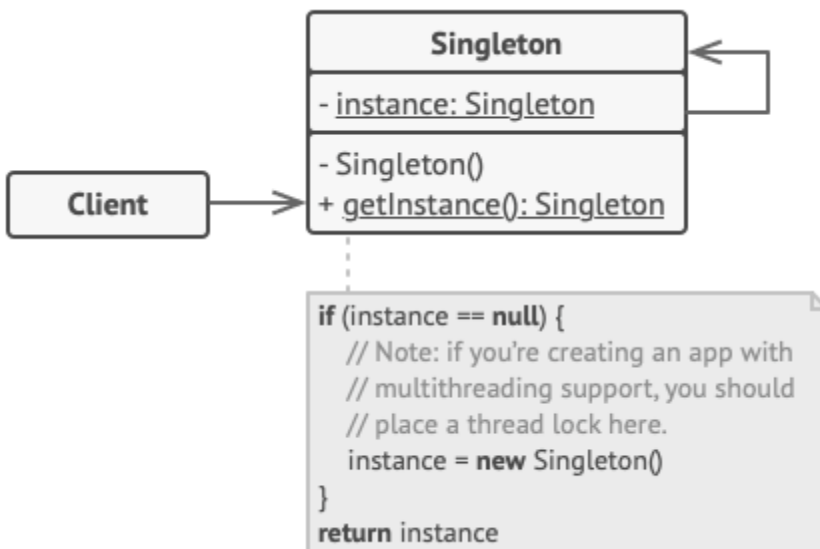 Singleton
- instance: Singleton
- Singleton()
+ getInstance(): Singleton
Client
if (instance == null) {
// Note: if you’re creating an app with
// multithreading support, you should
// place a thread lock here.
instance = new Singleton()
}
return instance